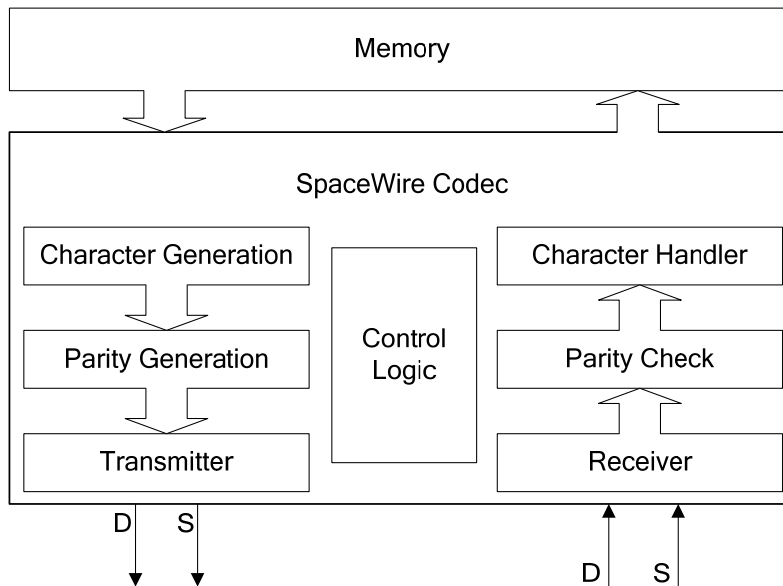 Memory
SpaceWire Codec
Character Generation
Parity Generation
Transmitter
Control
Logic
Character Handler
Parity Check
Receiver
D
S
D
S